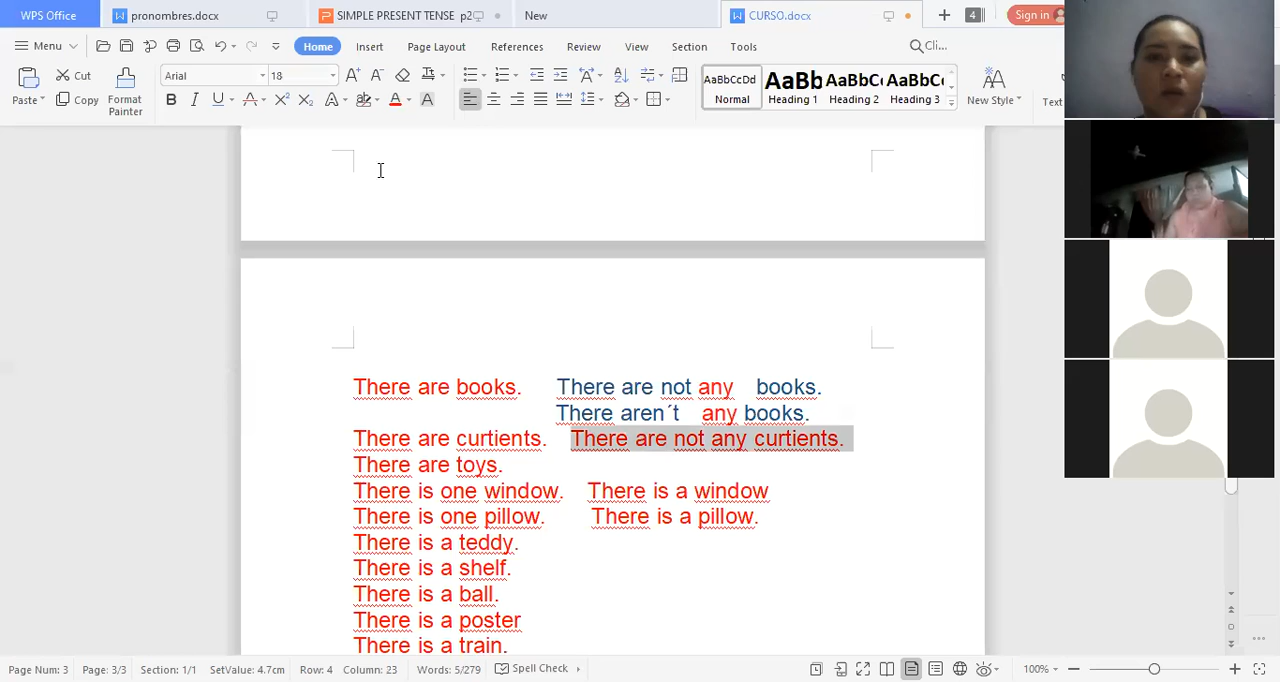 WPS Office pronombres.docx SIMPLE PRESENT TENSE p2 New CURSO.docx 4 Sign in
Menu Home Insert Page Layout References Review View Section Tools Cli...
Cut Arial 18 AaBbCcDd AaBb AaBbC AaBbC
Paste Copy Format Painter B I U A X² X₂ A ab A A Normal Heading 1 Heading 2 Heading 3 New Style Text
There are books. There are not any books.
There aren´t any books.
There are curtients. There are not any curtients.
There are toys.
There is one window. There is a window
There is one pillow. There is a pillow.
There is a teddy.
There is a shelf.
There is a ball.
There is a poster
There is a train.
Page Num: 3 Page: 3/3 Section: 1/1 SetValue: 4.7cm Row: 4 Column: 23 Words: 5/279 Spell Check 100%